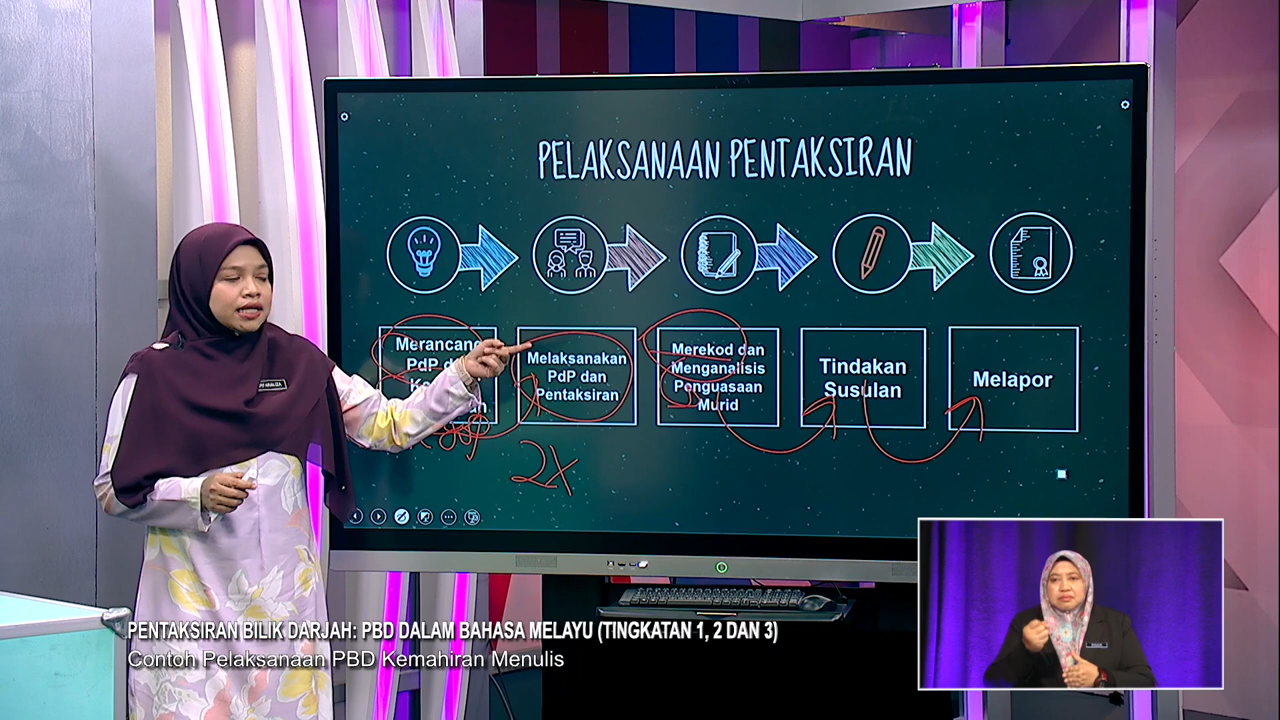 PELAKSANAAN PENTAKSIRAN
Merancang
PdP
Melaksanakan
PdP dan
Pentaksiran
Merekod dan
Menganalisis
Penguasaan
Murid
Tindakan
Susulan
Melapor
2x
PENTAKSIRAN BILIK DARJAH: PBD DALAM BAHASA MELAYU (TINGKATAN 1, 2 DAN 3)
Contoh Pelaksanaan PBD Kemahiran Menulis